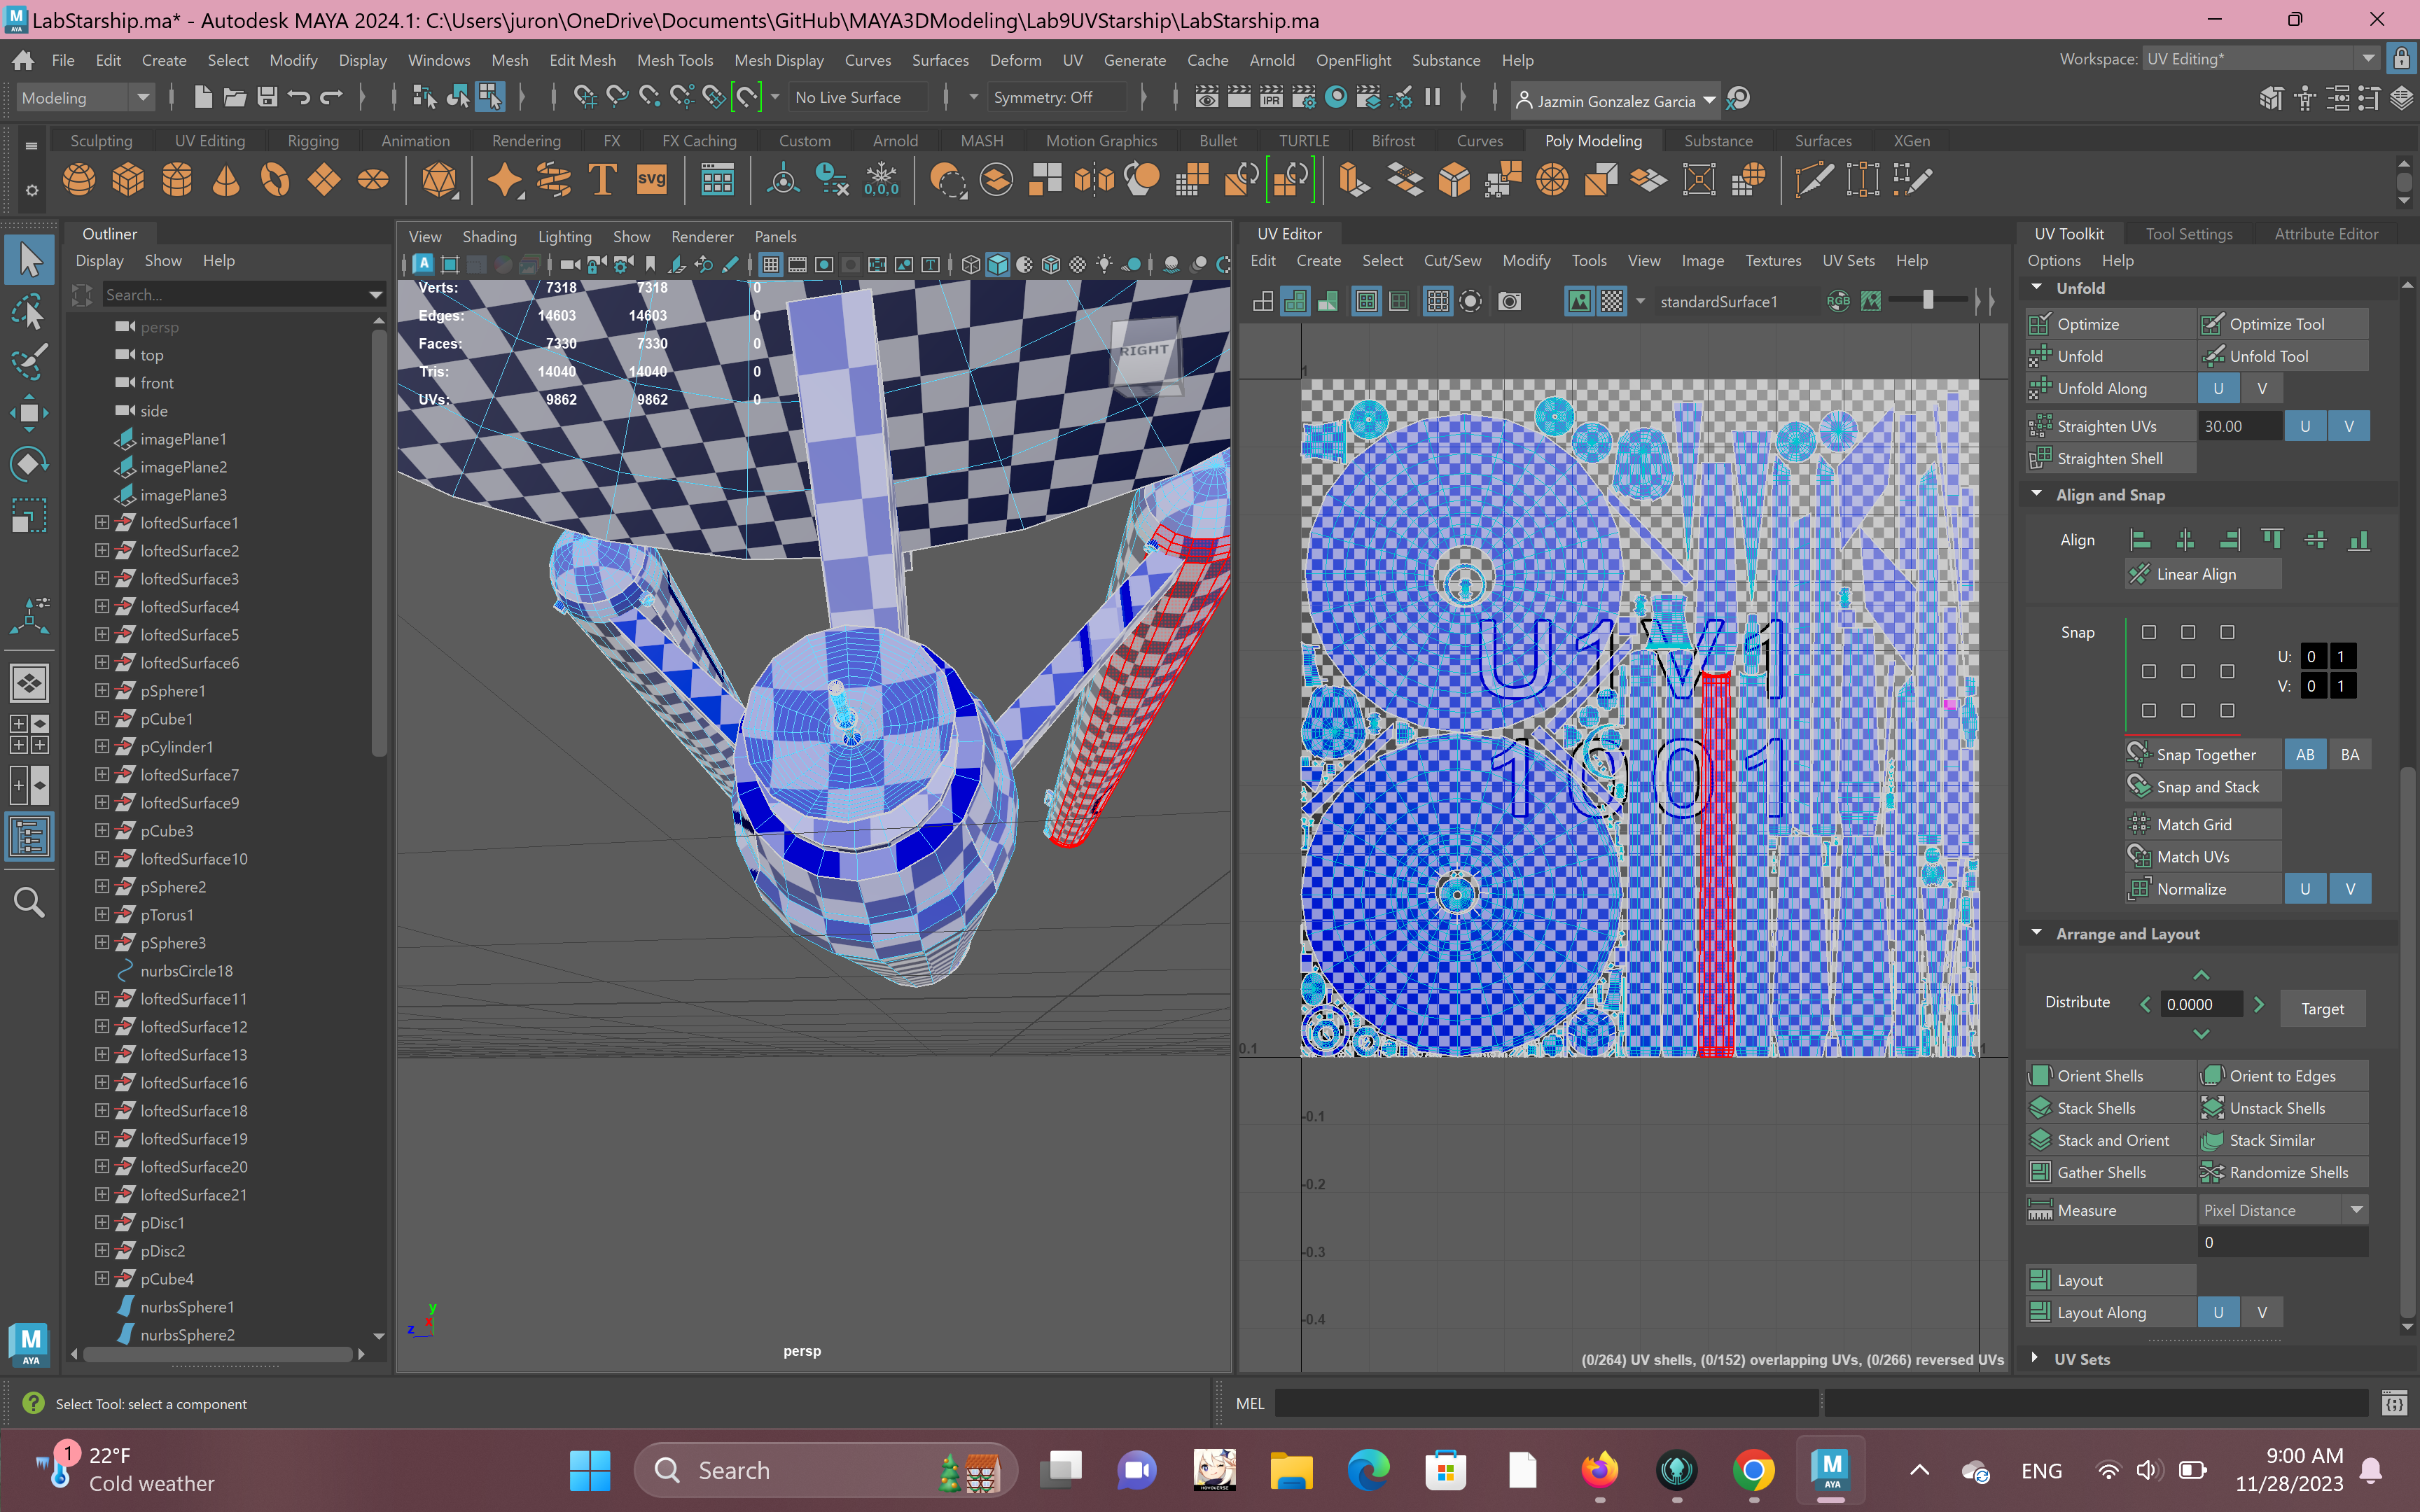 LabStarship.ma* - Autodesk MAYA 2024.1: C:\Users\juron\OneDrive\Documents\GitHub\MAYA3DModeling\Lab9UVStarship\LabStarship.ma
File Edit Create Select Modify Display Windows Mesh Edit Mesh Mesh Tools Mesh Display Curves Surfaces Deform UV Generate Cache Arnold OpenFlight Substance Help
Workspace: UV Editing*
Modeling
No Live Surface
Symmetry: Off
IPR
Jazmin Gonzalez Garcia
Sculpting UV Editing Rigging Animation Rendering FX FX Caching Custom Arnold MASH Motion Graphics Bullet TURTLE Bifrost Curves Poly Modeling Substance Surfaces XGen
T
svg
0,0,0
Outliner
Display Show Help
Search...
persp
top
front
side
imagePlane1
imagePlane2
imagePlane3
loftedSurface1
loftedSurface2
loftedSurface3
loftedSurface4
loftedSurface5
loftedSurface6
pSphere1
pCube1
pCylinder1
loftedSurface7
loftedSurface9
pCube3
loftedSurface10
pSphere2
pTorus1
pSphere3
nurbsCircle18
loftedSurface11
loftedSurface12
loftedSurface13
loftedSurface16
loftedSurface18
loftedSurface19
loftedSurface20
loftedSurface21
pDisc1
pDisc2
pCube4
nurbsSphere1
nurbsSphere2
View Shading Lighting Show Renderer Panels
Verts: 7318 7318 0
Edges: 14603 14603 0
Faces: 7330 7330 0
Tris: 14040 14040 0
UVs: 9862 9862 0
RIGHT
y
x
z
persp
UV Editor
Edit Create Select Cut/Sew Modify Tools View Image Textures UV Sets Help
standardSurface1
RGB
1
U1V1
1001
0.1
1
-0.1
-0.2
-0.3
-0.4
(0/264) UV shells, (0/152) overlapping UVs, (0/266) reversed UVs
UV Toolkit Tool Settings Attribute Editor
Options Help
Unfold
Optimize Optimize Tool
Unfold Unfold Tool
Unfold Along U V
Straighten UVs 30.00 U V
Straighten Shell
Align and Snap
Align
Linear Align
Snap
U: 0 1
V: 0 1
Snap Together AB BA
Snap and Stack
Match Grid
Match UVs
Normalize U V
Arrange and Layout
Distribute 0.0000 Target
Orient Shells Orient to Edges
Stack Shells Unstack Shells
Stack and Orient Stack Similar
Gather Shells Randomize Shells
Measure Pixel Distance
0
Layout
Layout Along U V
UV Sets
M
AYA
Select Tool: select a component
MEL
1
22°F
Cold weather
Search
M
AYA
ENG
9:00 AM
11/28/2023